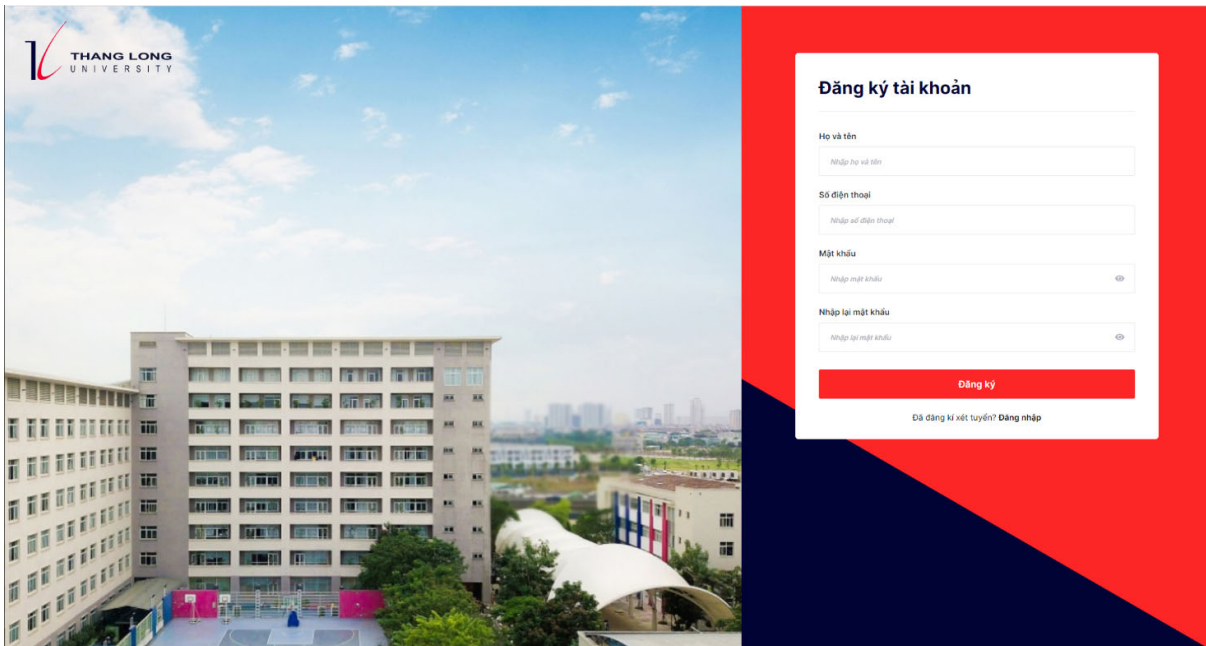 THANG LONG
UNIVERSITY
Đăng ký tài khoản
Họ và tên
Nhập họ và tên
Số điện thoại
Nhập số điện thoại
Mật khẩu
Nhập mật khẩu
Nhập lại mật khẩu
Nhập lại mật khẩu
Đăng ký
Đã đăng kí xét tuyển? Đăng nhập